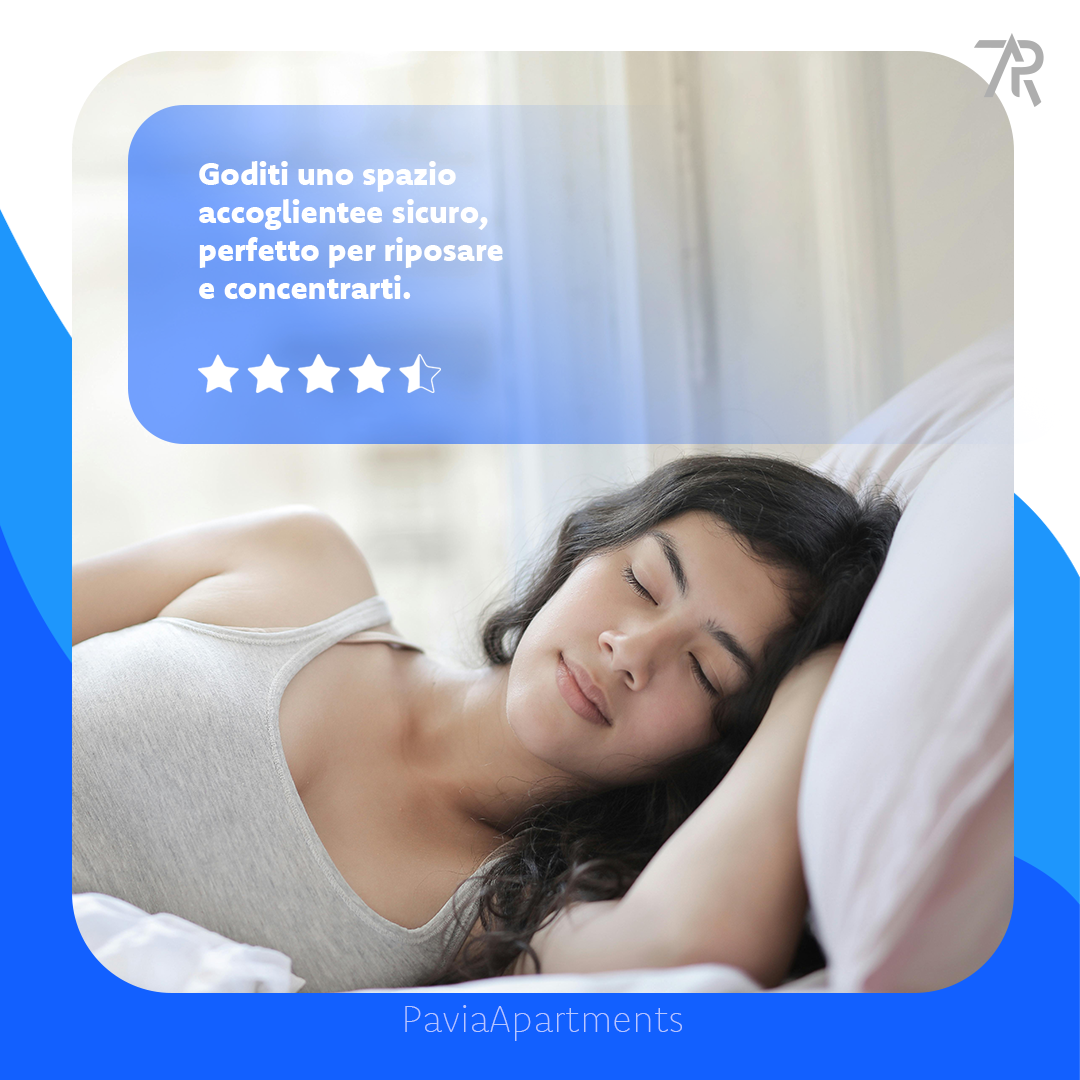 Goditi uno spazio
accoglientee sicuro,
perfetto per riposare
e concentrarti.
PaviaApartments